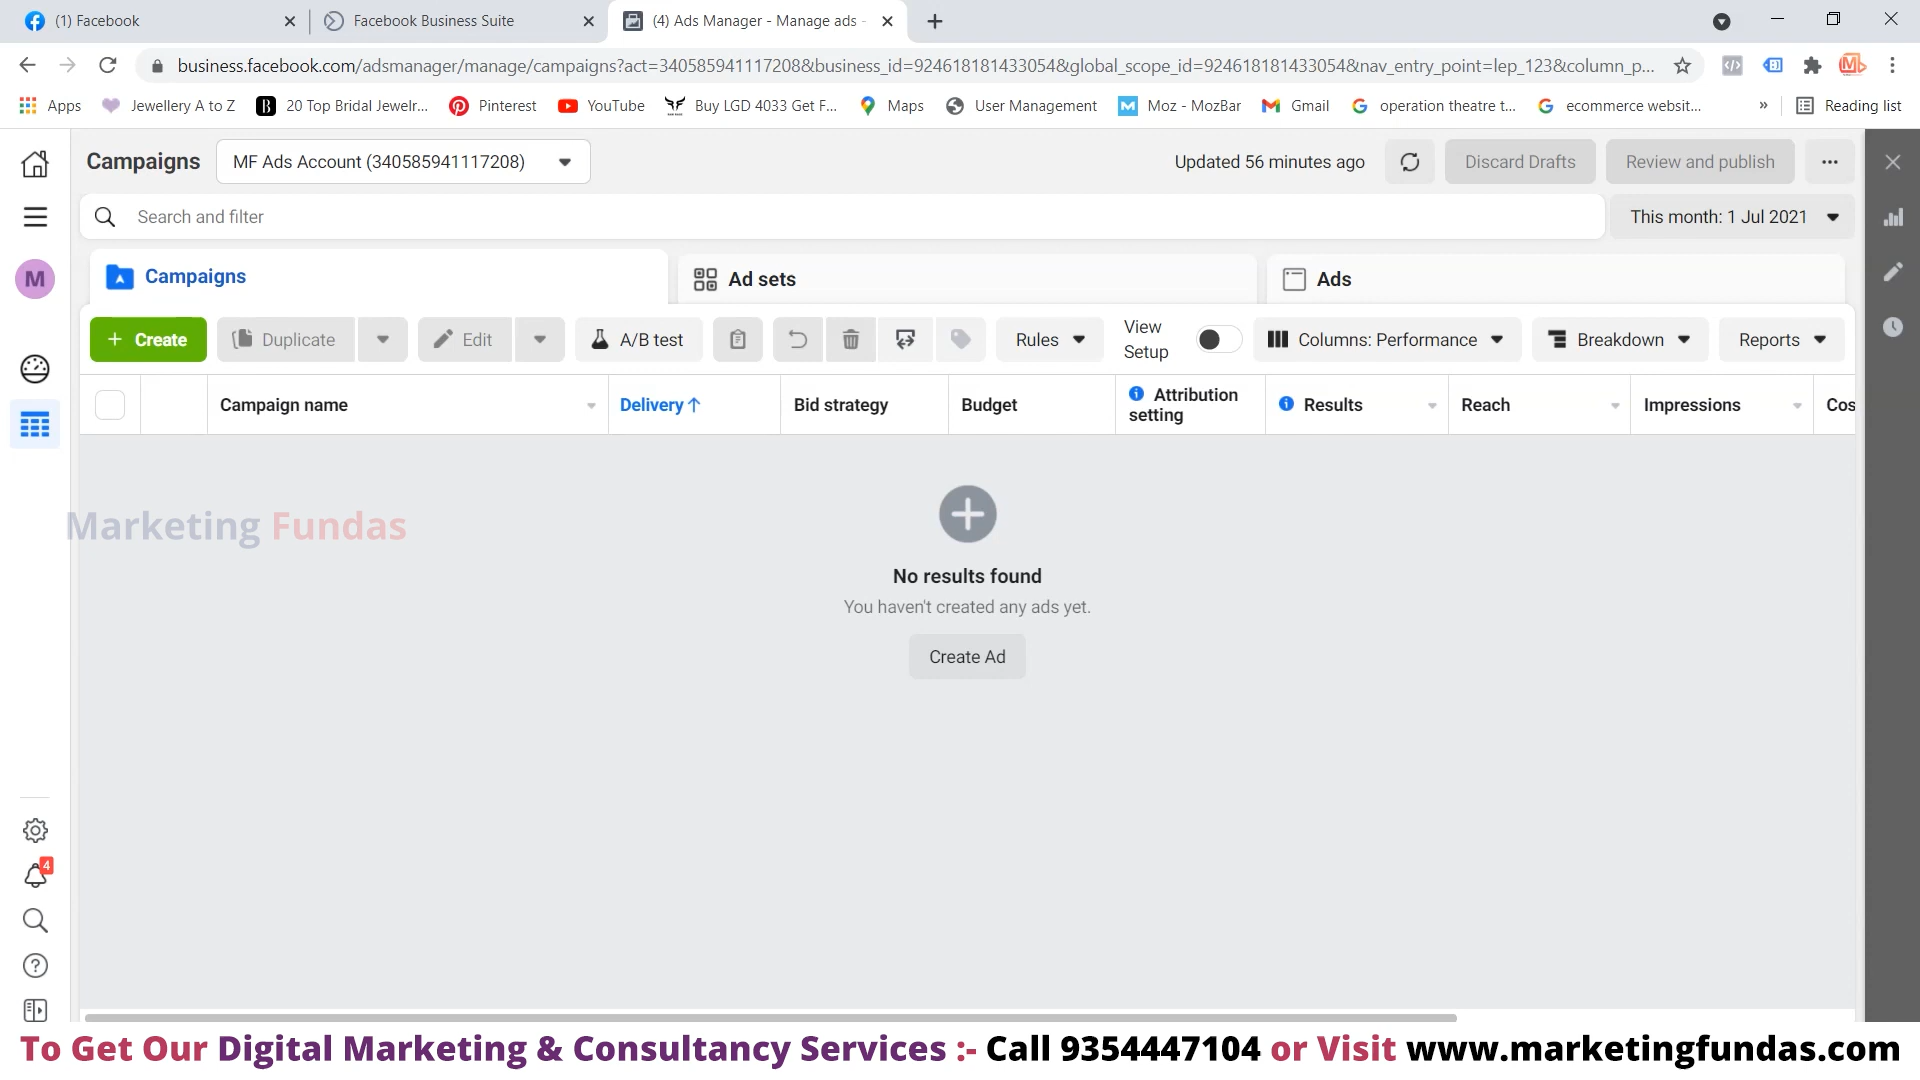 (1) Facebook
Facebook Business Suite
(4) Ads Manager - Manage ads -
business.facebook.com/adsmanager/manage/campaigns?act=340585941117208&business_id=924618181433054&global_scope_id=924618181433054&nav_entry_point=lep_123&column_p...
Apps
Jewellery A to Z
20 Top Bridal Jewelr...
Pinterest
YouTube
Buy LGD 4033 Get F...
Maps
User Management
Moz - MozBar
Gmail
operation theatre t...
ecommerce websit...
»
Reading list
Campaigns
MF Ads Account (340585941117208)
Updated 56 minutes ago
Discard Drafts
Review and publish
Search and filter
This month: 1 Jul 2021
M
Campaigns
Ad sets
Ads
+ Create
Duplicate
Edit
A/B test
Rules
View
Setup
Columns: Performance
Breakdown
Reports
Campaign name
Delivery ↑
Bid strategy
Budget
Attribution
setting
Results
Reach
Impressions
Cos
Marketing Fundas
No results found
You haven't created any ads yet.
Create Ad
4
To Get Our Digital Marketing & Consultancy Services :- Call 9354447104 or Visit www.marketingfundas.com